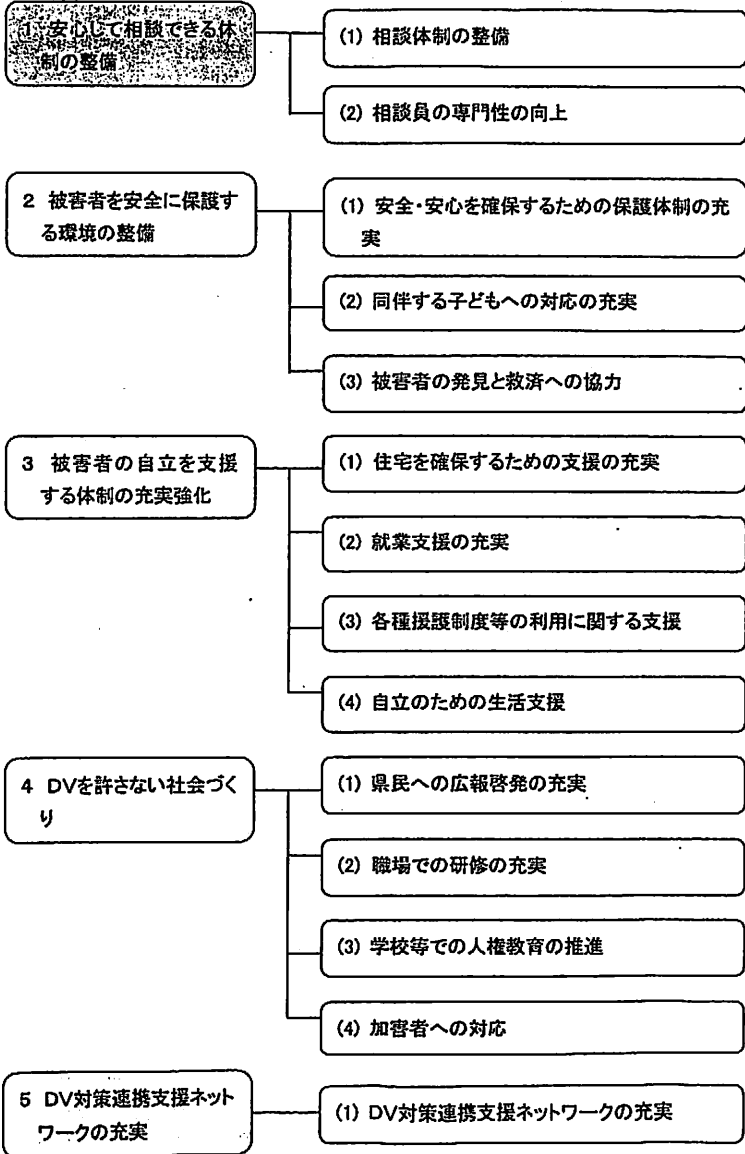 1 安心して相談できる体
制の整備
(1) 相談体制の整備
(2) 相談員の専門性の向上
2 被害者を安全に保護す
る環境の整備
(1) 安全・安心を確保するための保護体制の充
実
(2) 同伴する子どもへの対応の充実
(3) 被害者の発見と救済への協力
3 被害者の自立を支援
する体制の充実強化
(1) 住宅を確保するための支援の充実
(2) 就業支援の充実
(3) 各種援護制度等の利用に関する支援
(4) 自立のための生活支援
4 DVを許さない社会づく
り
(1) 県民への広報啓発の充実
(2) 職場での研修の充実
(3) 学校等での人権教育の推進
(4) 加害者への対応
5 DV対策連携支援ネット
ワークの充実
(1) DV対策連携支援ネットワークの充実